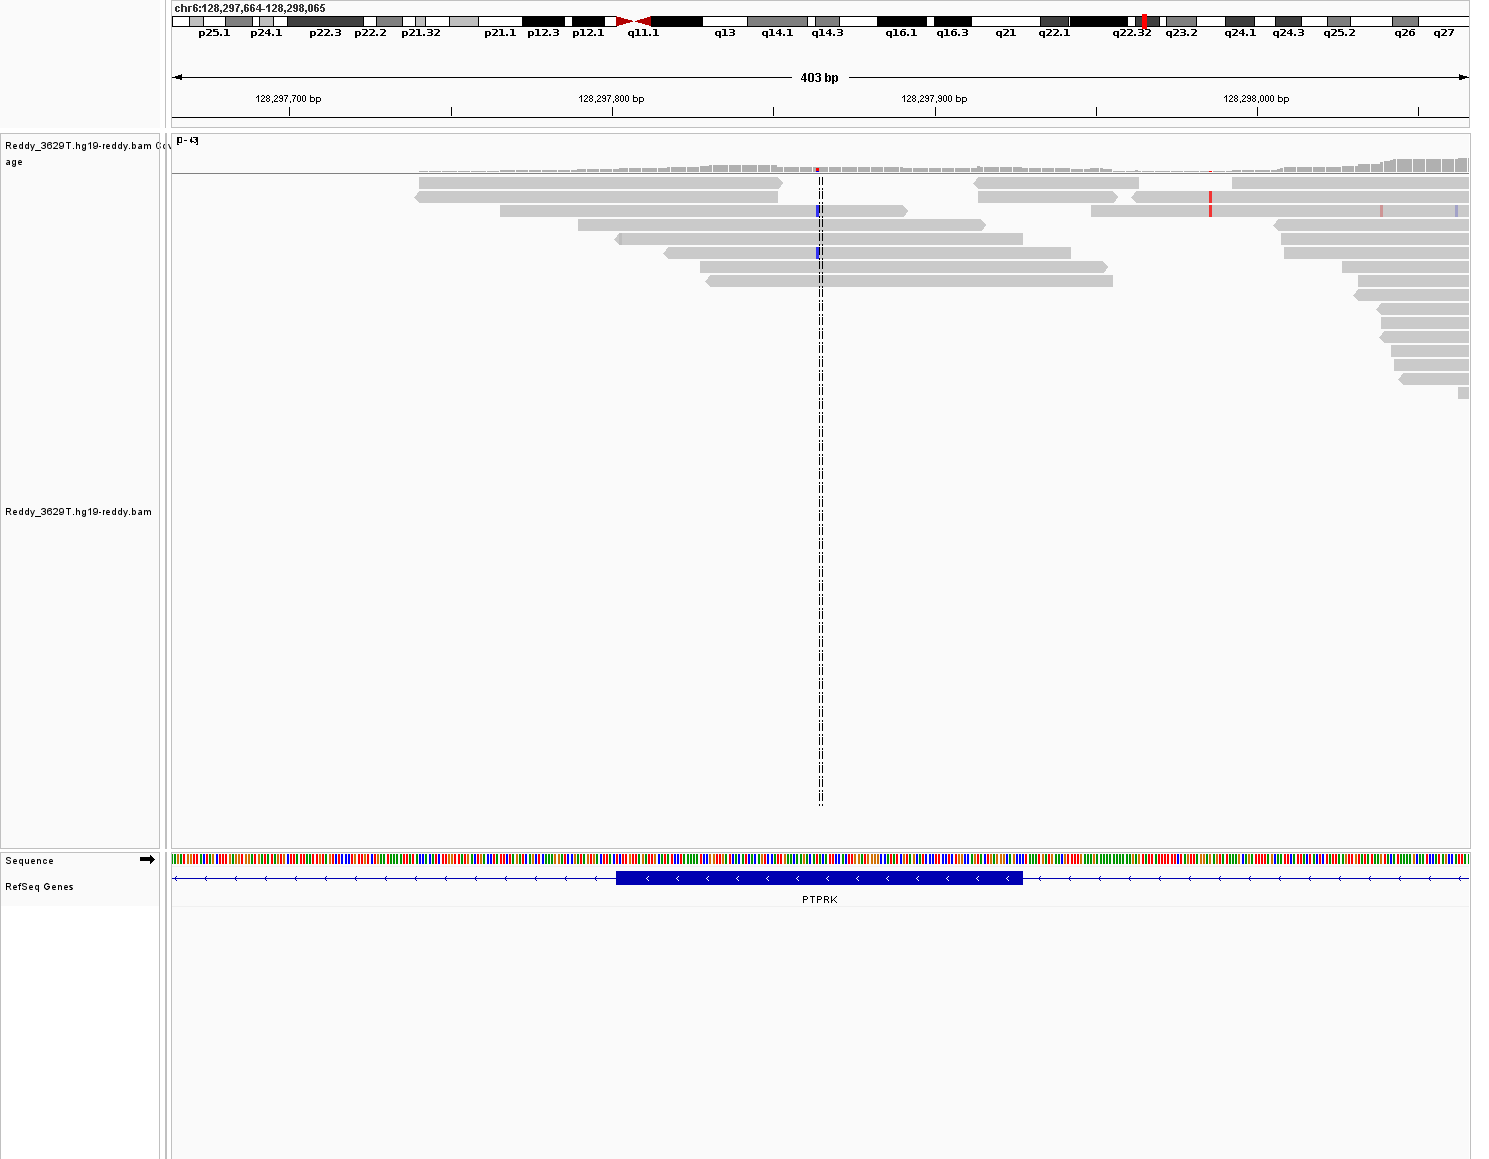 chr6:128,297,664-128,298,065
p25.1 p24.1 p22.3 p22.2 p21.32 p21.1 p12.3 p12.1 q11.1 q13 q14.1 q14.3 q16.1 q16.3 q21 q22.1 q22.32 q23.2 q24.1 q24.3 q25.2 q26 q27
403 bp
128,297,700 bp 128,297,800 bp 128,297,900 bp 128,298,000 bp
Reddy_3629T.hg19-reddy.bam Cov
age
Reddy_3629T.hg19-reddy.bam
Sequence
RefSeq Genes
PTPRK